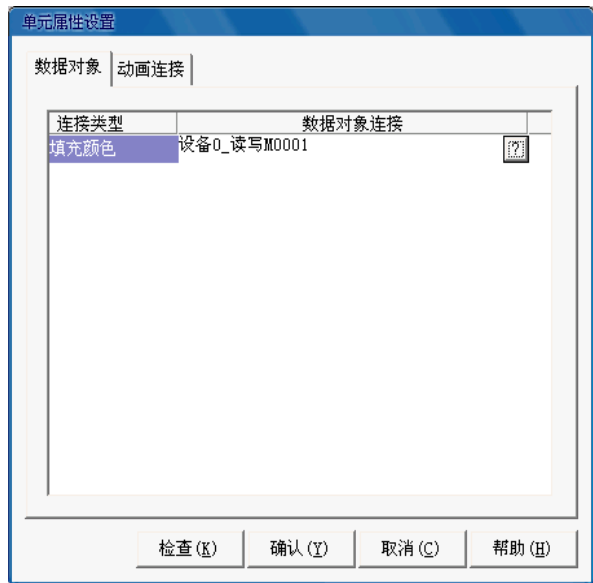 单元属性设置
数据对象 动画连接
连接类型 数据对象连接
填充颜色 设备0_读写M0001 ?
检查(K) 确认(Y) 取消(C) 帮助(H)